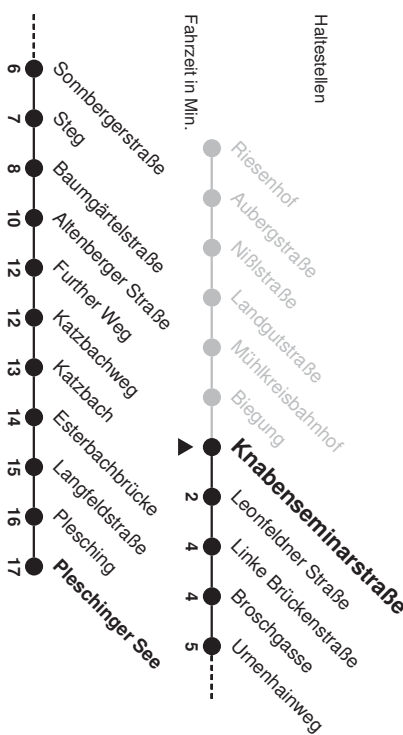 Haltestellen
Fahrzeit in Min.
Riesenhof
Aubergstraße
Nißlstraße
Landgutstraße
Mühlkreisbahnhof
Biegung
Knabenseminarstraße
2 Leonfeldner Straße
4 Linke Brückenstraße
4 Broschgasse
5 Urnenhainweg
6 Sonnbergerstraße
7 Steg
8 Baumgärtelstraße
10 Altenberger Straße
12 Further Weg
12 Katzbachweg
13 Katzbach
14 Esterbachbrücke
15 Langfeldstraße
16 Plesching
17 Pleschinger See